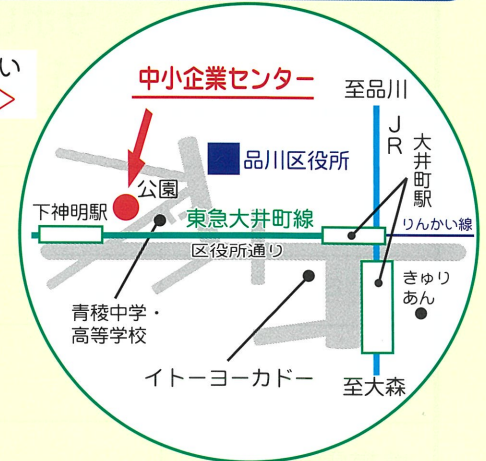 い
中小企業センター
至品川
JR
大井町駅
品川区役所
公園
下神明駅
東急大井町線
りんかい線
区役所通り
きゅり
あん
青稜中学・
高等学校
イトーヨーカドー
至大森